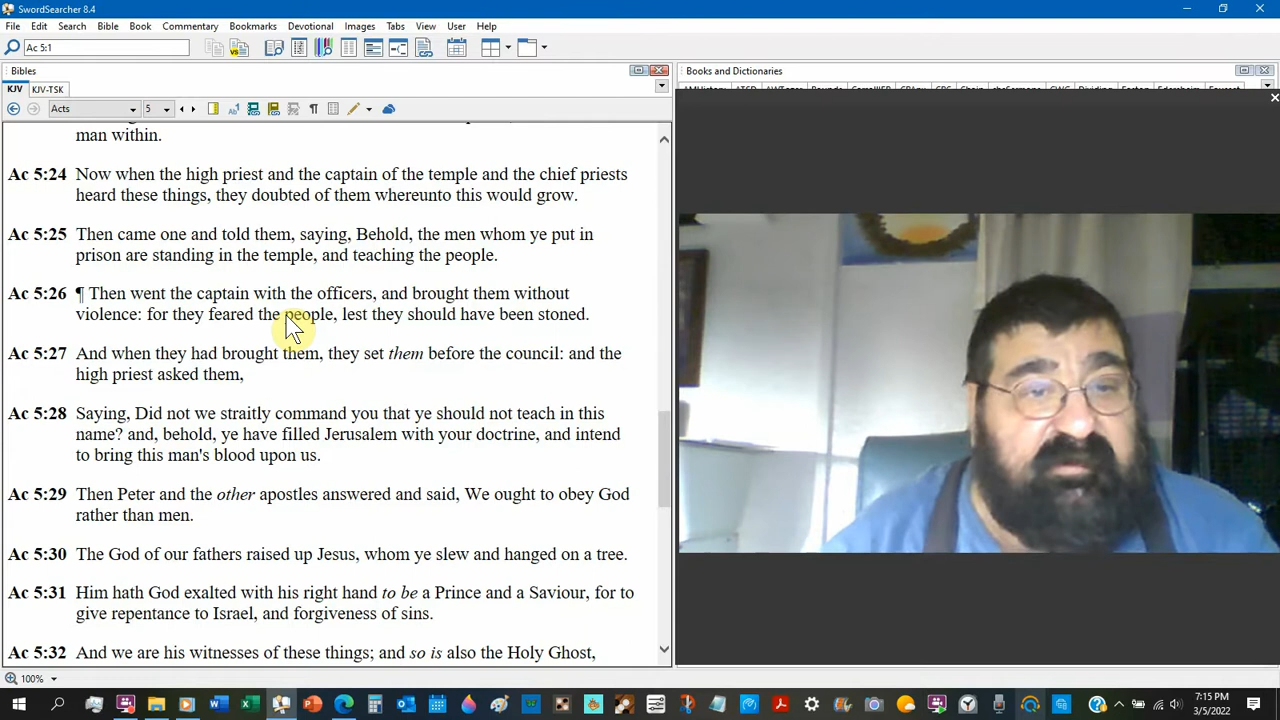 SwordSearcher 8.4
File Edit Search Bible Book Commentary Bookmarks Devotional Images Tabs View User Help
Ac 5:1
Bibles
Books and Dictionaries
KJV KJV-TSK
Acts 5
man within.
Ac 5:24 Now when the high priest and the captain of the temple and the chief priests
heard these things, they doubted of them whereunto this would grow.
Ac 5:25 Then came one and told them, saying, Behold, the men whom ye put in
prison are standing in the temple, and teaching the people.
Ac 5:26 ¶ Then went the captain with the officers, and brought them without
violence: for they feared the people, lest they should have been stoned.
Ac 5:27 And when they had brought them, they set them before the council: and the
high priest asked them,
Ac 5:28 Saying, Did not we straitly command you that ye should not teach in this
name? and, behold, ye have filled Jerusalem with your doctrine, and intend
to bring this man's blood upon us.
Ac 5:29 Then Peter and the other apostles answered and said, We ought to obey God
rather than men.
Ac 5:30 The God of our fathers raised up Jesus, whom ye slew and hanged on a tree.
Ac 5:31 Him hath God exalted with his right hand to be a Prince and a Saviour, for to
give repentance to Israel, and forgiveness of sins.
Ac 5:32 And we are his witnesses of these things; and so is also the Holy Ghost,
100%
7:15 PM
3/5/2022